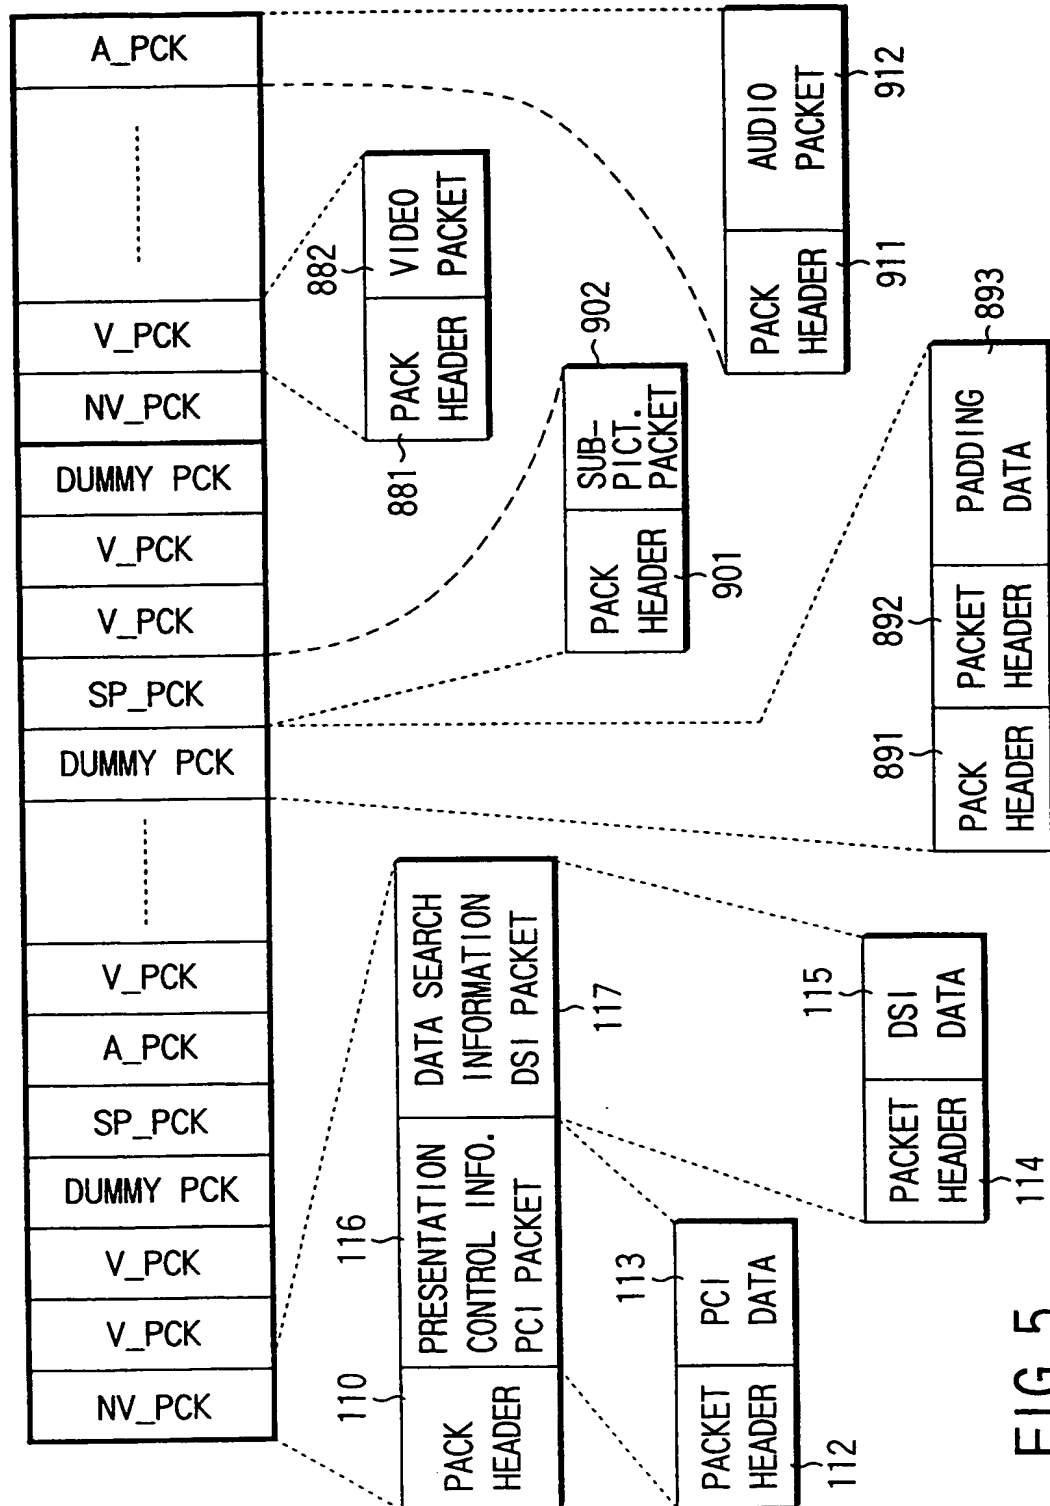 NV_PCK
V_PCK
V_PCK
DUMMY PCK
SP_PCK
A_PCK
V_PCK
DUMMY PCK
SP_PCK
V_PCK
V_PCK
DUMMY PCK
NV_PCK
V_PCK
A_PCK
110
PACK
HEADER
116
PRESENTATION
CONTROL INFO.
PCI PACKET
DATA SEARCH
INFORMATION
DSI PACKET
117
881
PACK
HEADER
882
VIDEO
PACKET
PACK
HEADER
901
SUB-
PICT.
PACKET
902
PACKET
HEADER
112
113
PCI
DATA
PACKET
HEADER
114
115
DSI
DATA
891
PACK
HEADER
892
PACKET
HEADER
PADDING
DATA
893
PACK
HEADER
911
AUDIO
PACKET
912
FIG. 5